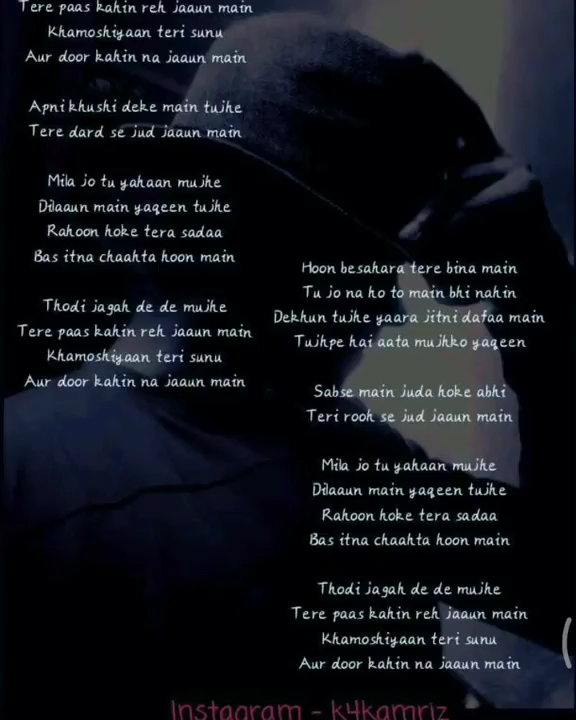 Tere paas kahin reh jaaun main
Khamoshiyaan teri sunu
Aur door kahin na jaaun main
Apni khushi deke main tujhe
Tere dard se jud jaaun main
Mila jo tu yahaan mujhe
Dilaaun main yaqeen tujhe
Rahoon hoke tera sadaa
Bas itna chaahta hoon main
Thodi jagah de de mujhe
Tere paas kahin reh jaaun main
Khamoshiyaan teri sunu
Aur door kahin na jaaun main
Hoon besahara tere bina main
Tu jo na ho to main bhi nahin
Dekhun tujhe yaara jitni dafaa main
Tujhpe hai aata mujhko yaqeen
Sabse main juda hoke abhi
Teri rooh se jud jaaun main
Mila jo tu yahaan mujhe
Dilaaun main yaqeen tujhe
Rahoon hoke tera sadaa
Bas itna chaahta hoon main
Thodi jagah de de mujhe
Tere paas kahin reh jaaun main
Khamoshiyaan teri sunu
Aur door kahin na jaaun main
Instagram - k4kamriz